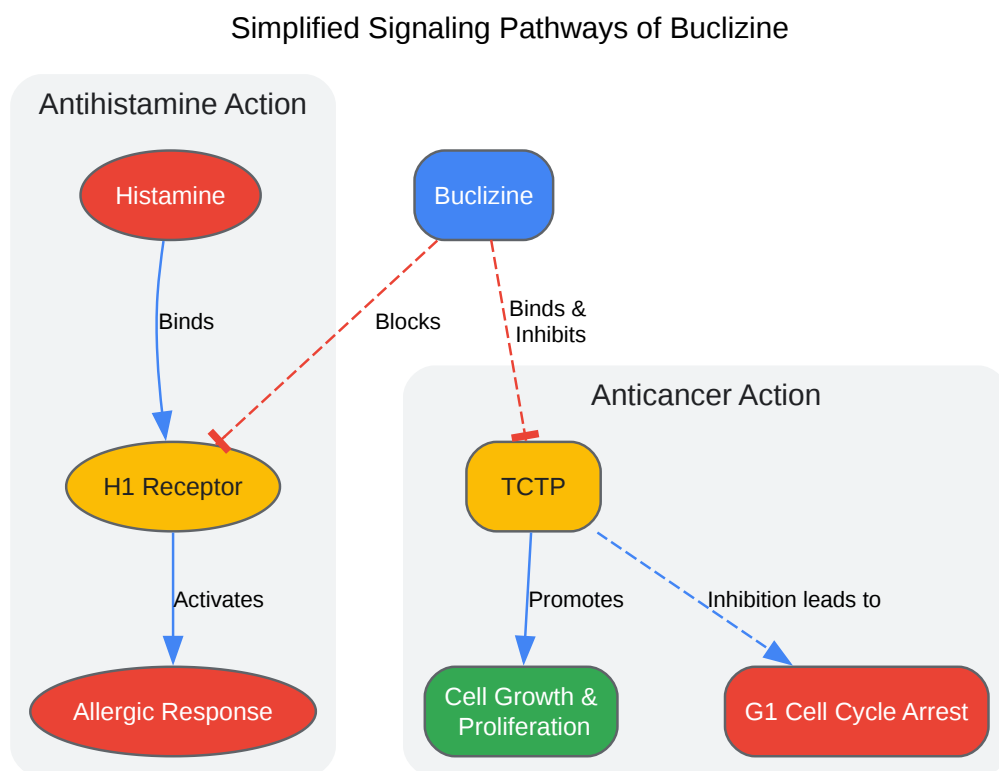 Simplified Signaling Pathways of Buclizine
Antihistamine Action
Histamine
Buclizine
Binds
Blocks
Binds &
Inhibits
Anticancer Action
H1 Receptor
TCTP
Activates
Promotes
Inhibition leads to
Allergic Response
Cell Growth &
Proliferation
G1 Cell Cycle Arrest